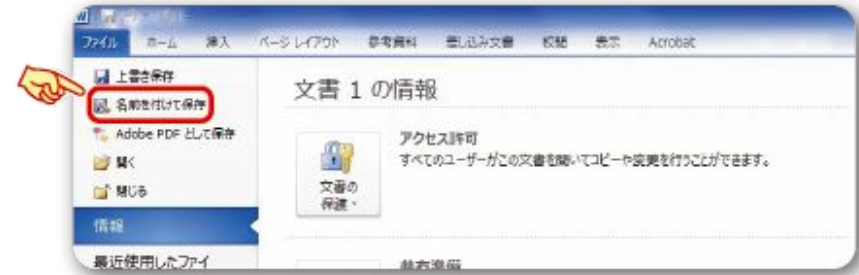 ファイル ホーム 挿入 ページ レイアウト 参考資料 差し込み文書 校閲 表示 Acrobat
上書き保存
名前を付けて保存
Adobe PDF として保存
開く
閉じる
情報
最近使用したファイ
文書 1 の情報
アクセス許可
すべてのユーザーがこの文書を開いてコピーや変更を行うことができます。
文書の
保護